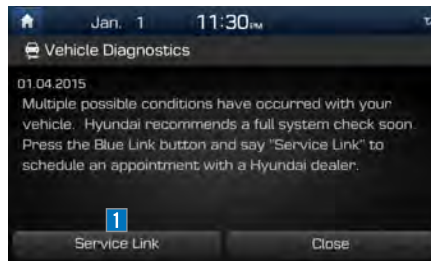 Jan. 1 11:30PM
Vehicle Diagnostics
01.04.2015
Multiple possible conditions have occurred with your
vehicle. Hyundai recommends a full system check soon.
Press the Blue Link button and say "Service Link" to
schedule an appointment with a Hyundai dealer.
1
Service Link Close